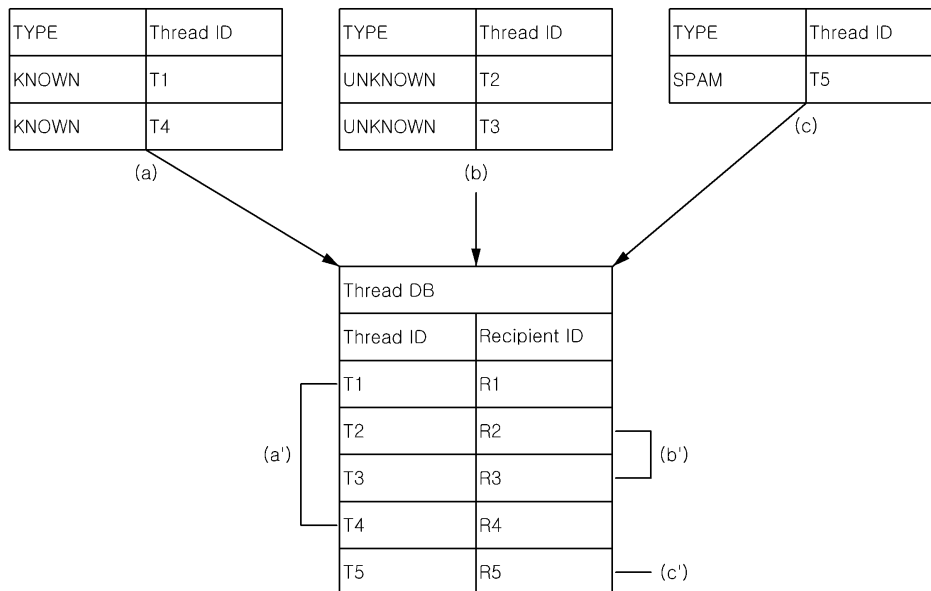 TYPE Thread ID
KNOWN T1
KNOWN T4
(a)
TYPE Thread ID
UNKNOWN T2
UNKNOWN T3
(b)
TYPE Thread ID
SPAM T5
(c)
Thread DB
Thread ID Recipient ID
T1 R1
T2 R2
T3 R3
T4 R4
T5 R5
(a')
(b')
(c')